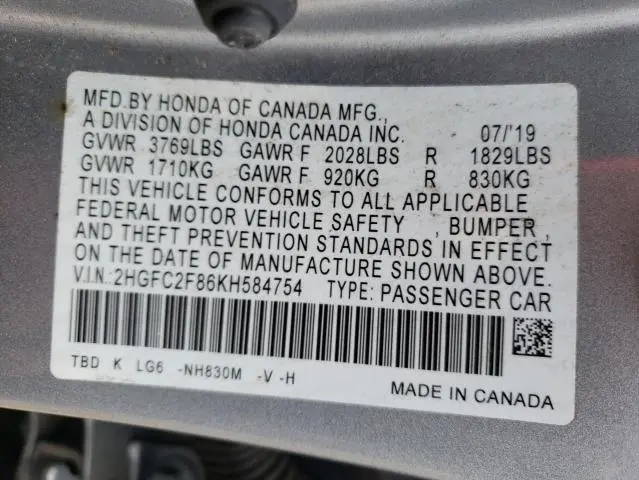 MFD.BY HONDA OF CANADA MFG.,
A DIVISION OF HONDA CANADA INC. 07/'19
GVWR 3769LBS GAWR F 2028LBS R 1829LBS
GVWR 1710KG GAWR F 920KG R 830KG
THIS VEHICLE CONFORMS TO ALL APPLICABLE
FEDERAL MOTOR VEHICLE SAFETY , BUMPER ,
AND THEFT PREVENTION STANDARDS IN EFFECT
ON THE DATE OF MANUFACTURE SHOWN ABOVE.
V.I.N.:2HGFC2F86KH584754 TYPE: PASSENGER CAR
TBD K LG6 -NH830M -V -H
MADE IN CANADA